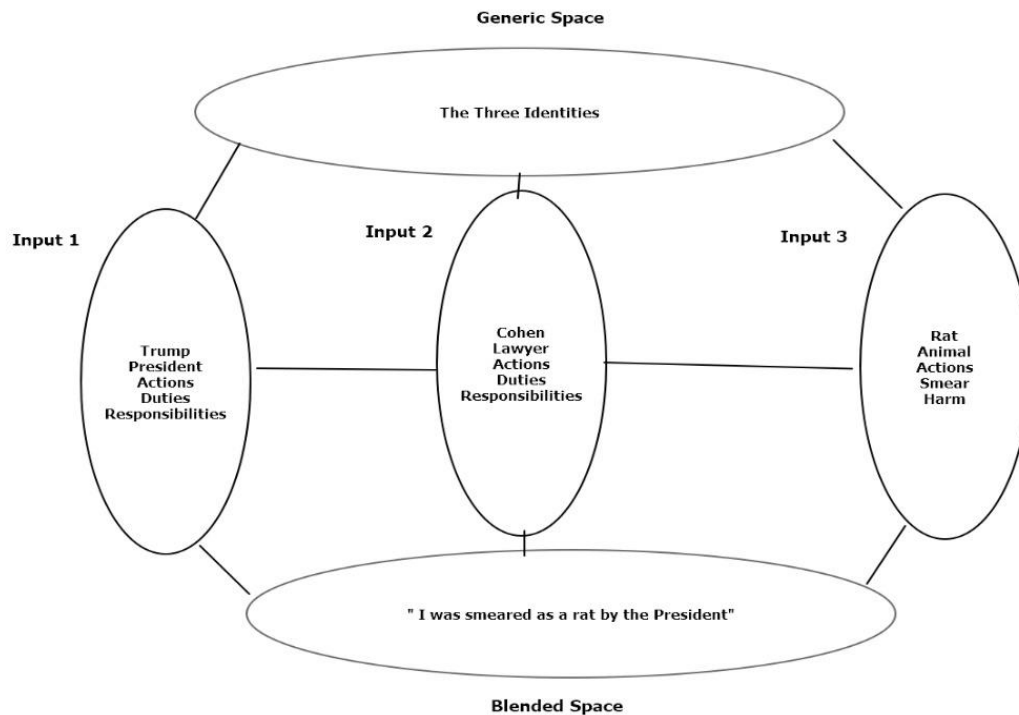 Generic Space
The Three Identities
Input 1
Input 2
Input 3
Trump
President
Actions
Duties
Responsibilities
Cohen
Lawyer
Actions
Duties
Responsibilities
Rat
Animal
Actions
Smear
Harm
" I was smeared as a rat by the President"
Blended Space